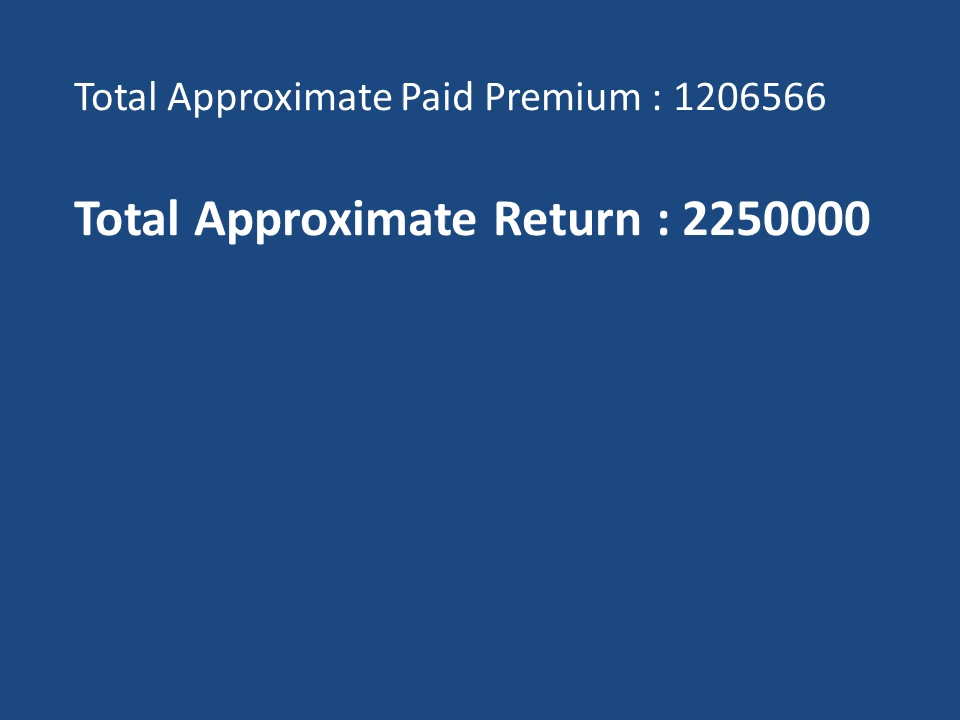 Total Approximate Paid Premium : 1206566
Total Approximate Return : 2250000